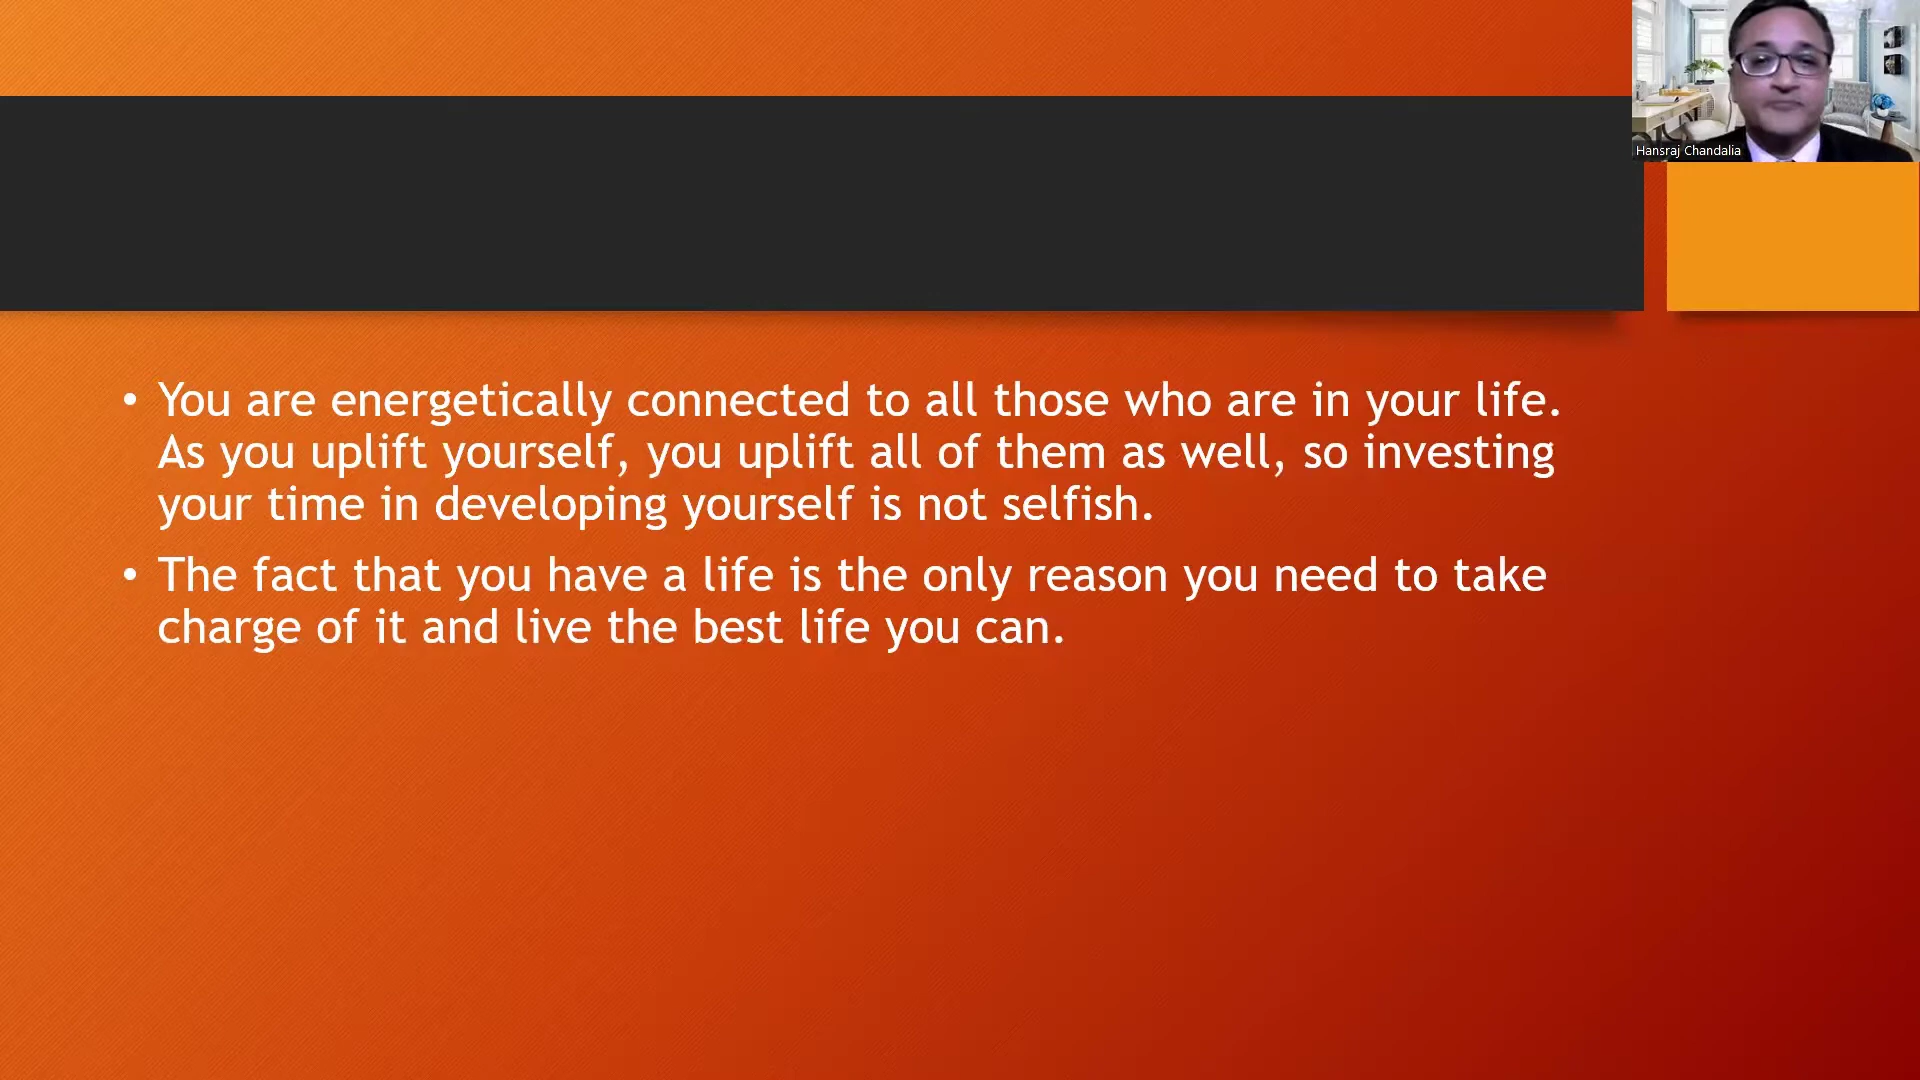 Hansraj Chandalia
• You are energetically connected to all those who are in your life.
As you uplift yourself, you uplift all of them as well, so investing
your time in developing yourself is not selfish.
• The fact that you have a life is the only reason you need to take
charge of it and live the best life you can.